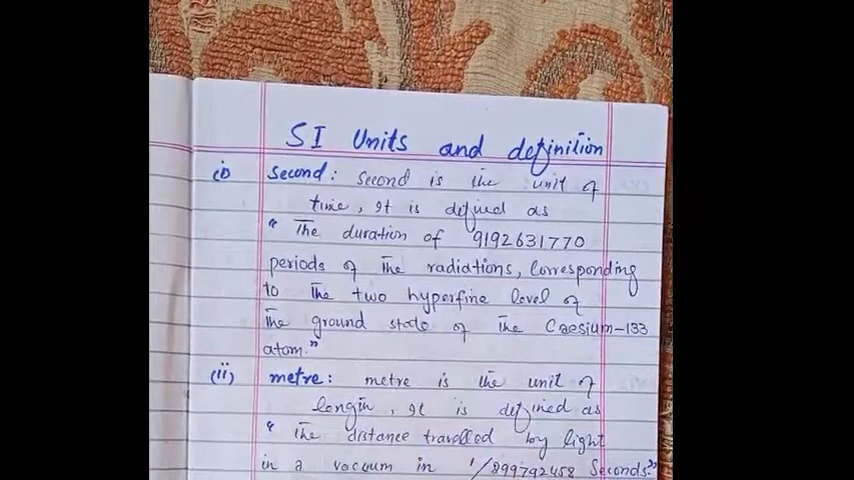 SI Units and definition
(i) Second: Second is the unit of
time, It is defined as
"The duration of 9192631770
periods of The radiations, Corresponding
to The two hyperfine level of
The ground state of The Caesium-133
atom."
(ii) metre: metre is the unit of
length, It is defined as
"The distance travelled by light
in a vacuum in 1/899792458 Seconds."